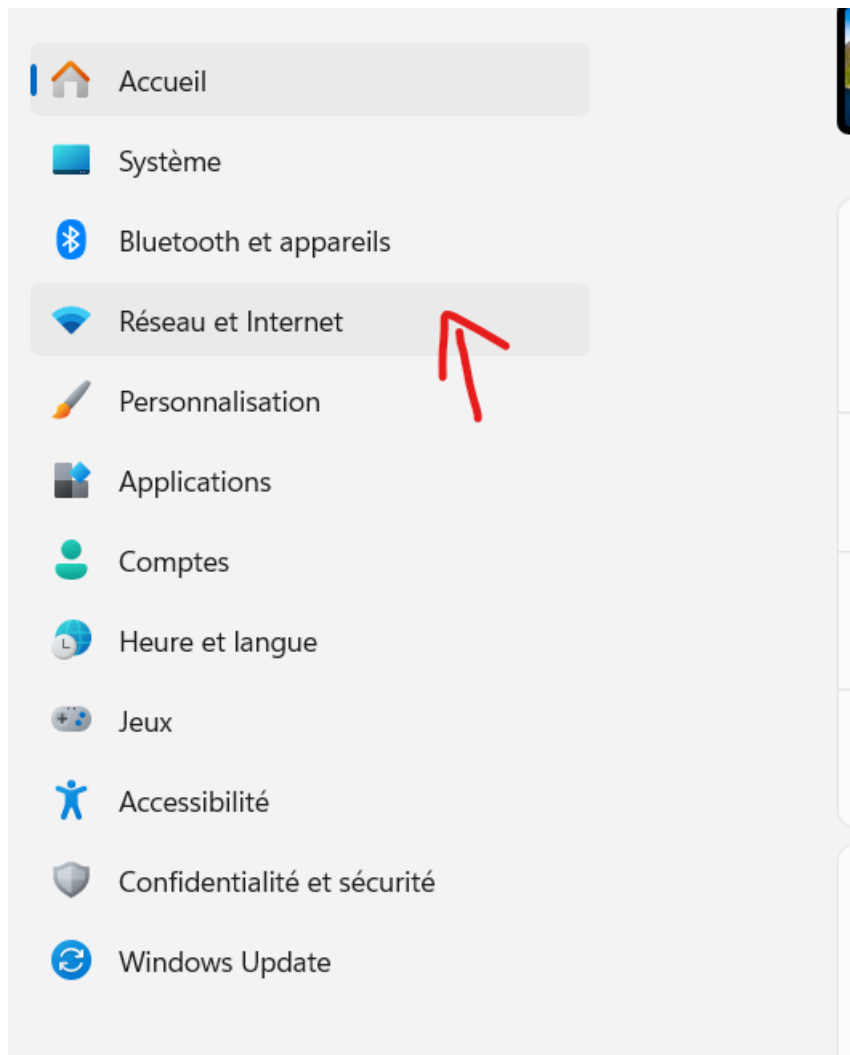 Accueil
Système
Bluetooth et appareils
Réseau et Internet
Personnalisation
Applications
Comptes
Heure et langue
Jeux
Accessibilité
Confidentialité et sécurité
Windows Update